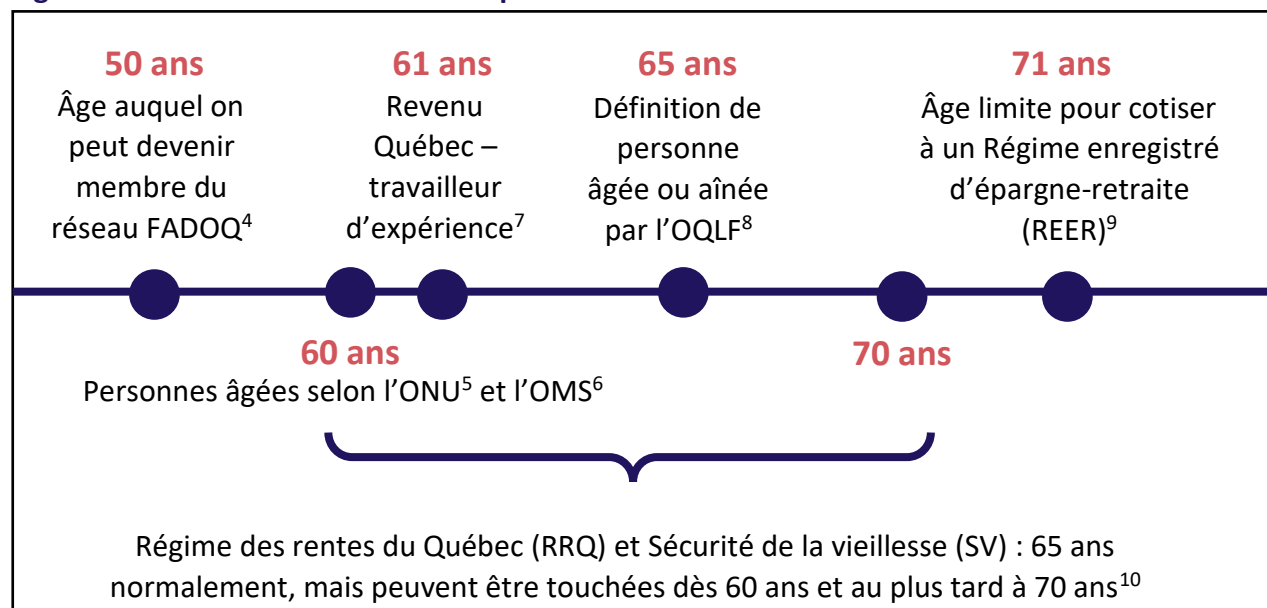 50 ans
Âge auquel on
peut devenir
membre du
réseau FADOQ4
61 ans
Revenu
Québec –
travailleur
d’expérience7
65 ans
Définition de
personne
âgée ou aînée
par l’OQLF8
71 ans
Âge limite pour cotiser
à un Régime enregistré
d’épargne-retraite
(REER)9
60 ans
Personnes âgées selon l’ONU5 et l’OMS6
70 ans
Régime des rentes du Québec (RRQ) et Sécurité de la vieillesse (SV) : 65 ans
normalement, mais peuvent être touchées dès 60 ans et au plus tard à 70 ans10